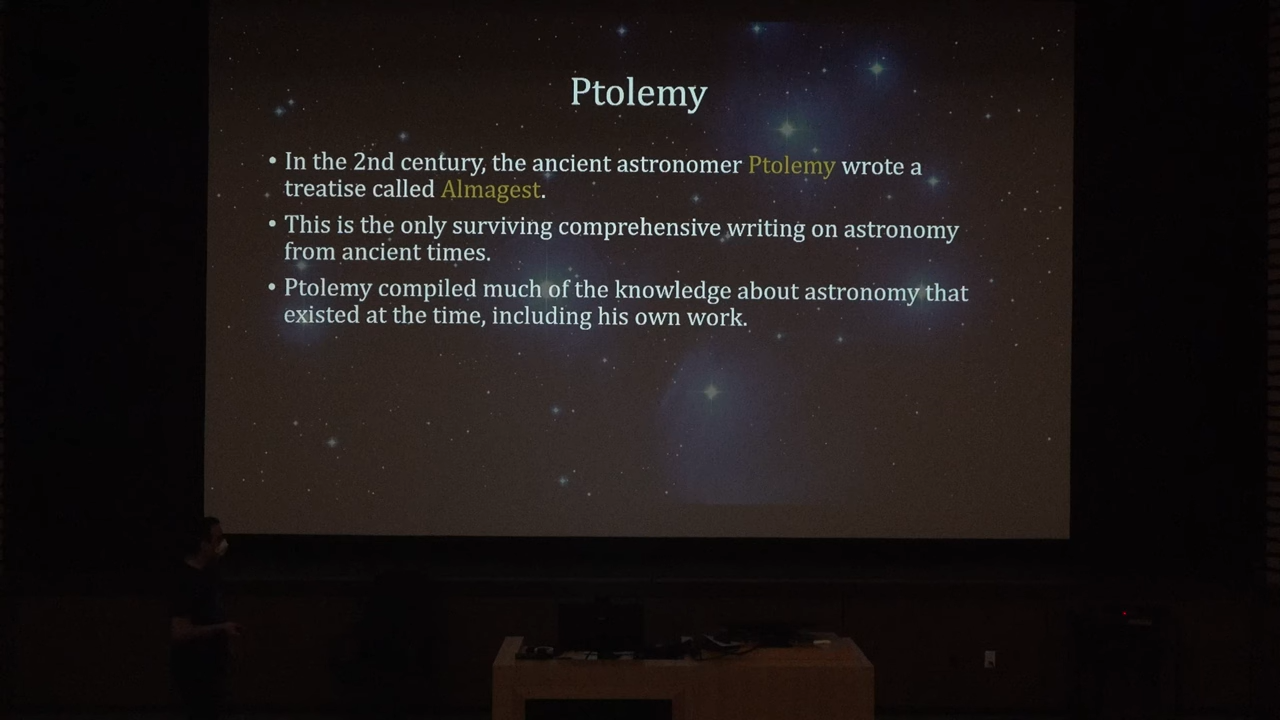 Ptolemy
• In the 2nd century, the ancient astronomer Ptolemy wrote a
treatise called Almagest.
• This is the only surviving comprehensive writing on astronomy
from ancient times.
• Ptolemy compiled much of the knowledge about astronomy that
existed at the time, including his own work.